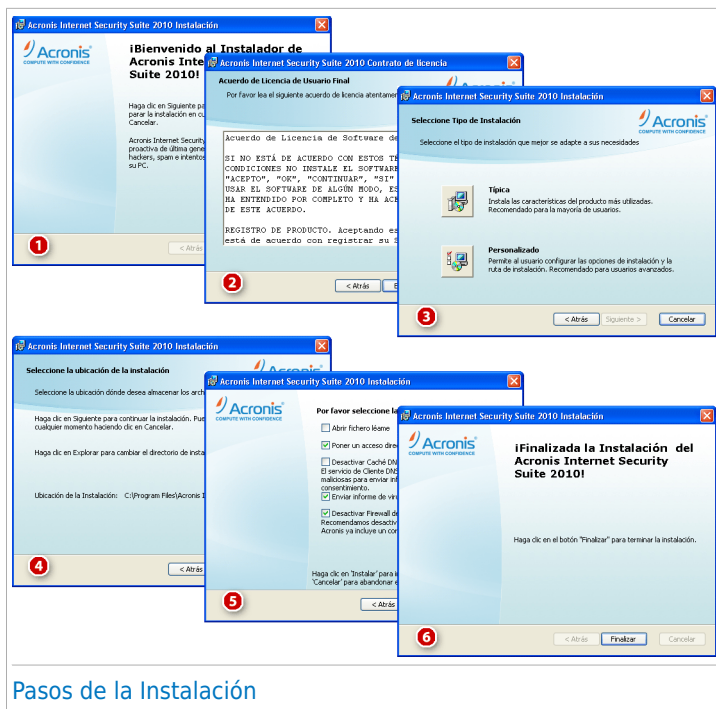 Acronis Internet Security Suite 2010 Instalación
Acronis
COMPUTE WITH CONFIDENCE
¡Bienvenido al Instalador de
Acronis Inte
Suite 2010!
Haga clic en Siguiente pa
parar la instalación en cu
Cancelar.
Acronis Internet Security
proactiva de última gene
hackers, spam e intentos
su PC.
< Atrás
1
Acronis Internet Security Suite 2010 Contrato de licencia
Acuerdo de Licencia de Usuario Final
Por favor lea el siguiente acuerdo de licencia atentamen
Acuerdo de Licencia de Software de
SI NO ESTÁ DE ACUERDO CON ESTOS TÉ
CONDICIONES NO INSTALE EL SOFTWARE
"ACEPTO", "OK", "CONTINUAR", "SI"
USAR EL SOFTWARE DE ALGÚN MODO, ES
HA ENTENDIDO POR COMPLETO Y HA ACE
DE ESTE ACUERDO.
REGISTRO DE PRODUCTO. Aceptando es
está de acuerdo con registrar su S
< Atrás
2
Acronis Internet Security Suite 2010 Instalación
Seleccione Tipo de
Instalación
Acronis
COMPUTE WITH CONFIDENCE
Seleccione el tipo de instalación que mejor se adapte a sus necesidades
Típica
Instala las características del producto más utilizadas.
Recomendado para la mayoría de usuarios.
Personalizado
Permite al usuario configurar las opciones de instalación y la
ruta de instalación. Recomendado para usuarios avanzados.
< Atrás Siguiente > Cancelar
3
Acronis Internet Security Suite 2010 Instalación
Seleccione la ubicación de
la instalación
Seleccione la ubicación dónde desea almacenar los arch
Haga clic en Siguiente para continuar la instalación. Pue
cualquier momento haciendo clic en Cancelar.
Haga clic en Explorar para cambiar el directorio de insta
Ubicación de la Instalación: C:\Program Files\Acronis I
< Atrás
4
Acronis Internet Security Suite 2010 Instalación
Acronis
COMPUTE WITH CONFIDENCE
Por favor seleccione la
Abrir fichero léame
Poner un acceso direc
Desactivar Caché DN
El servicio de Cliente DNS
maliciosas para enviar inf
consentimiento.
Enviar informe de viru
Desactivar Firewall de
Recomendamos desactiv
Acronis ya incluye un cor
Haga clic en 'Instalar' para i
'Cancelar' para abandonar e
< Atrás
5
Acronis Internet Security Suite 2010 Instalación
Acronis
COMPUTE WITH CONFIDENCE
¡Finalizada la Instalación del
Acronis Internet Security
Suite 2010!
Haga clic en el botón "Finalizar" para terminar la instalación.
< Atrás Finalizar Cancelar
6
Pasos de la Instalación